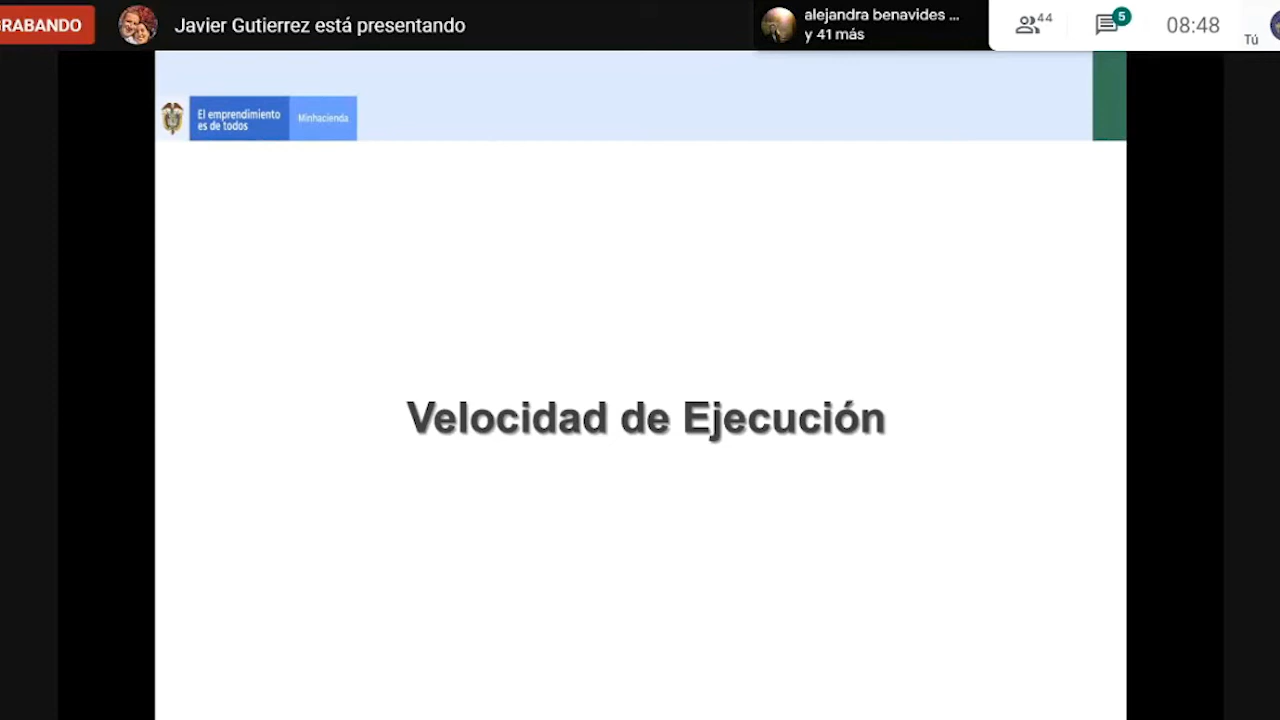 GRABANDO
Javier Gutierrez está presentando
alejandra benavides ...
y 41 más
44
5
08:48
Tú
El emprendimiento
es de todos
Minhacienda
Velocidad de Ejecución